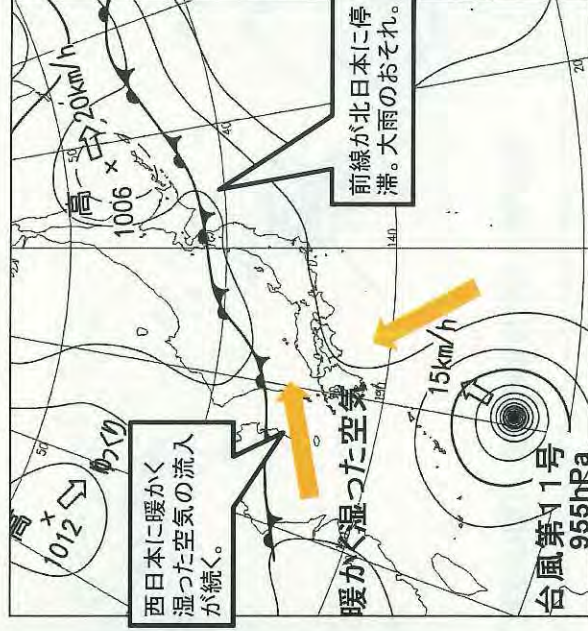 高
1012
ゆっくり
50
高
1006
20km/h
50
40
西日本に暖かく
湿った空気の流入
が続く。
前線が北日本に停
滞。大雨のおそれ。
暖かく湿った空気
140
130
15km/h
台風第11号
955hPa
20